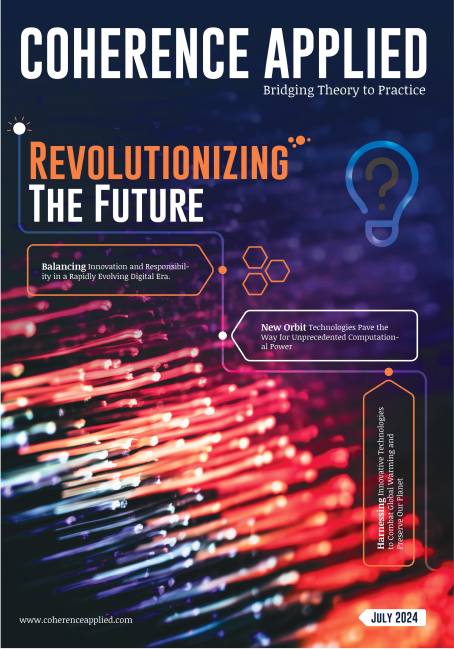 COHERENCE APPLIED
Bridging Theory to Practice
REVOLUTIONIZING
THE FUTURE
Balancing Innovation and Responsibil-
ity in a Rapidly Evolving Digital Era.
New Orbit Technologies Pave the
Way for Unprecedented Computation-
al Power
Harnessing Innovative Technologies
to Combat Global Warming and
Preserve Our Planet
?
www.coherenceapplied.com
JULY 2024